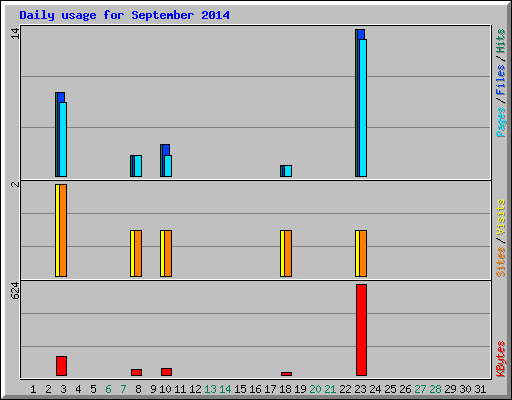 Daily usage for September 2014
14
Pages / Files / Hits
2
Sites / Visits
624
KBytes
1 2 3 4 5 6 7 8 9 10 11 12 13 14 15 16 17 18 19 20 21 22 23 24 25 26 27 28 29 30 31